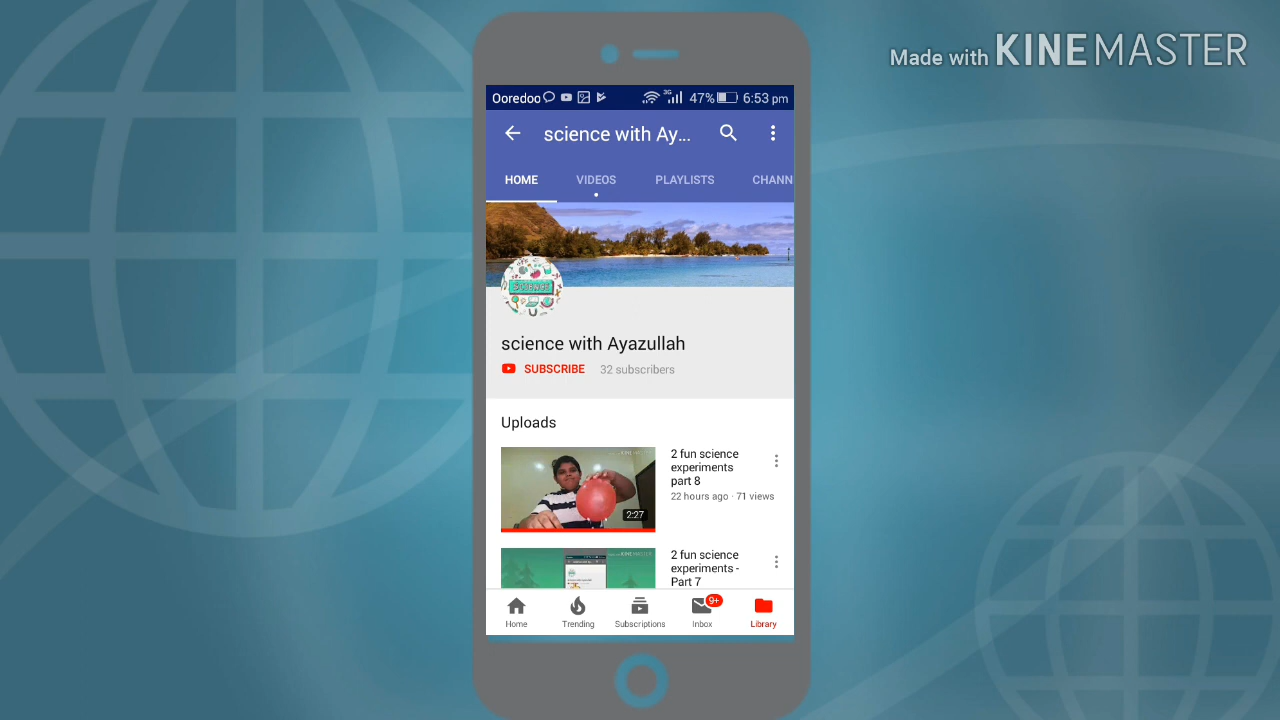 Made with KINEMASTER
Ooredoo 3G 47% 6:53 pm
science with Ay...
HOME VIDEOS PLAYLISTS CHANN
SCIENCE
science with Ayazullah
SUBSCRIBE 32 subscribers
Uploads
2 fun science
experiments
part 8
22 hours ago · 71 views
2:27
2 fun science
experiments -
Part 7
9+
Home Trending Subscriptions Inbox Library